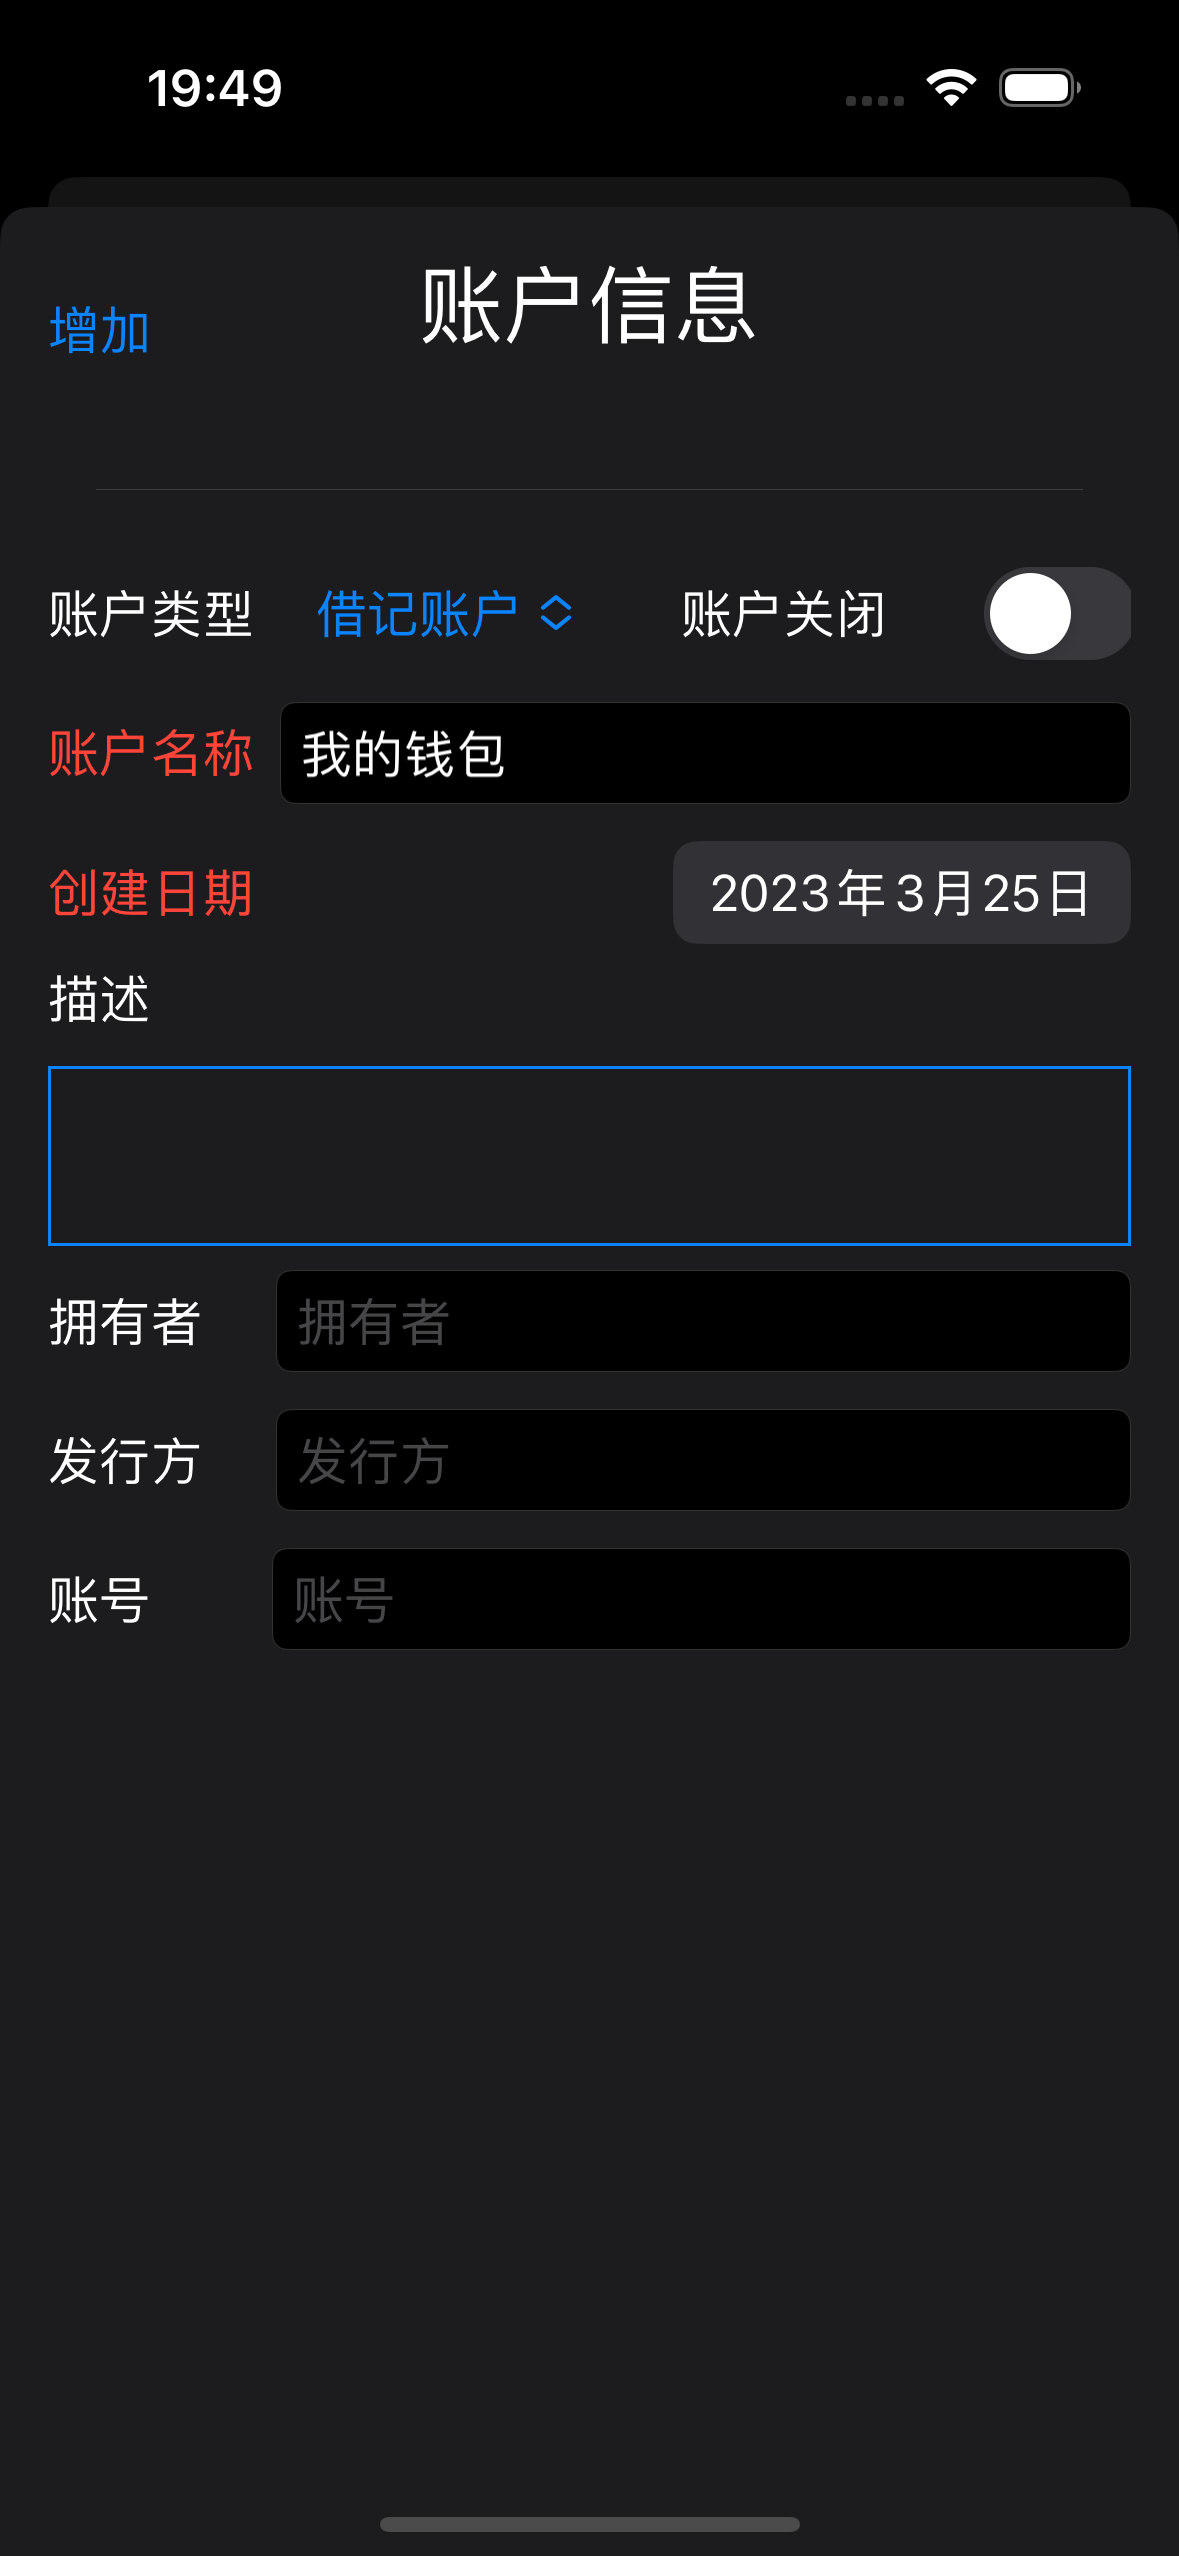 19:49
账户信息
增加
账户类型 借记账户 账户关闭
账户名称 我的钱包
创建日期 2023年3月25日
描述
拥有者 拥有者
发行方 发行方
账号 账号